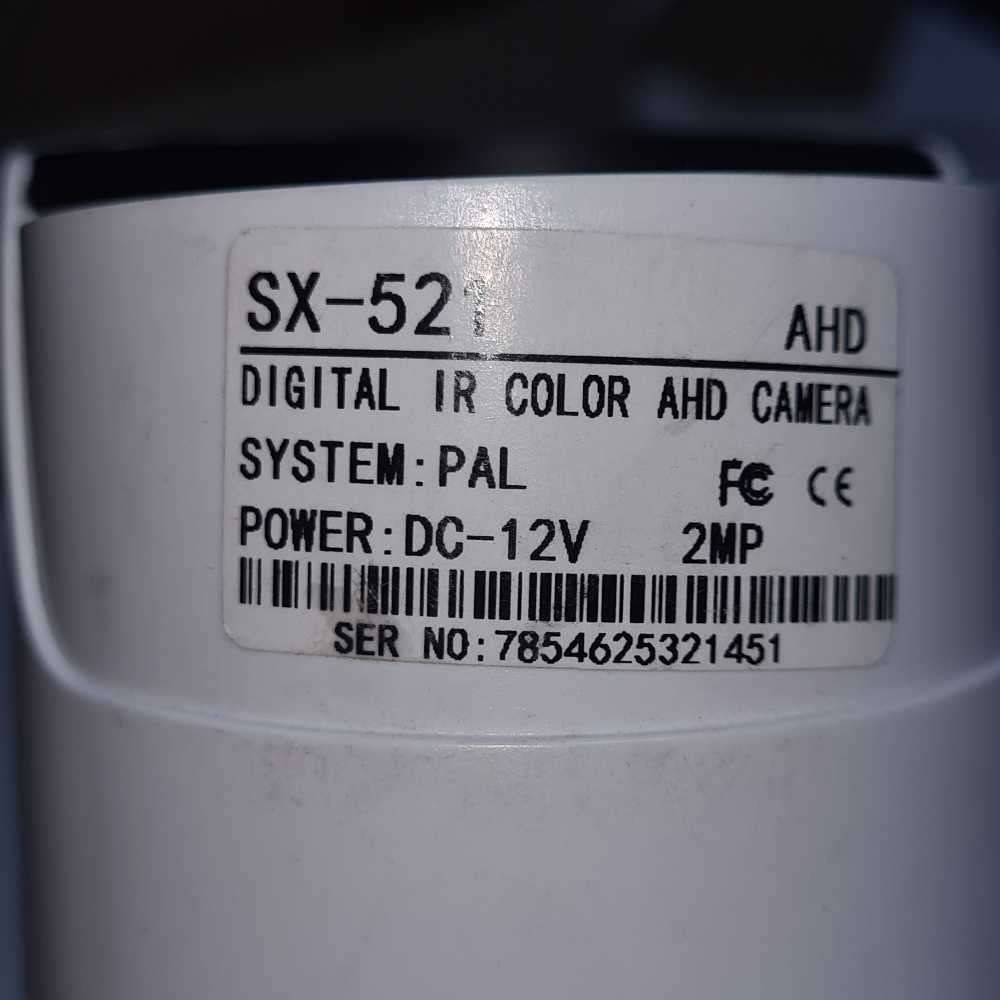 SX-521 AHD
DIGITAL IR COLOR AHD CAMERA
SYSTEM:PAL FC CE
POWER:DC-12V 2MP
SER NO:7854625321451